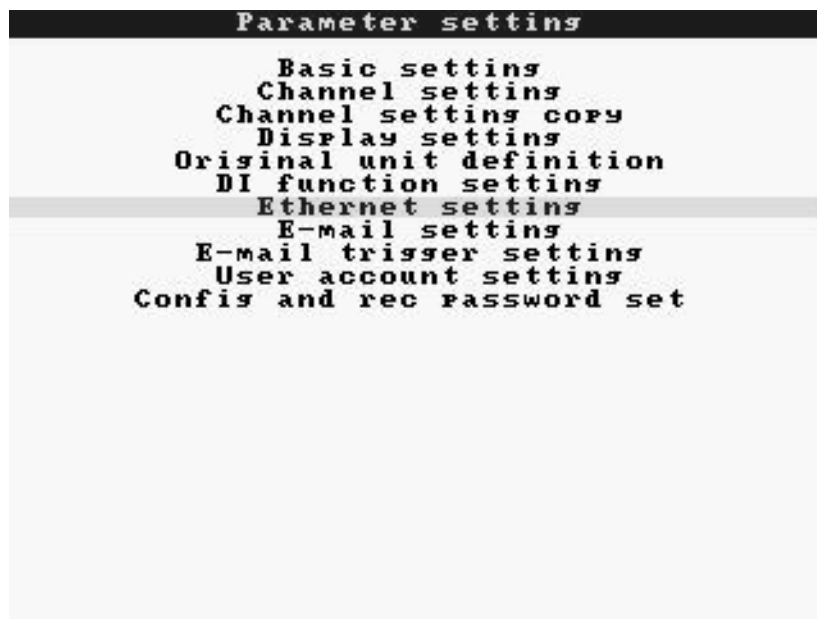 Parameter setting
Basic setting
Channel setting
Channel setting copy
Display setting
Original unit definition
DI function setting
Ethernet setting
E-mail setting
E-mail trigger setting
User account setting
Config and rec password set